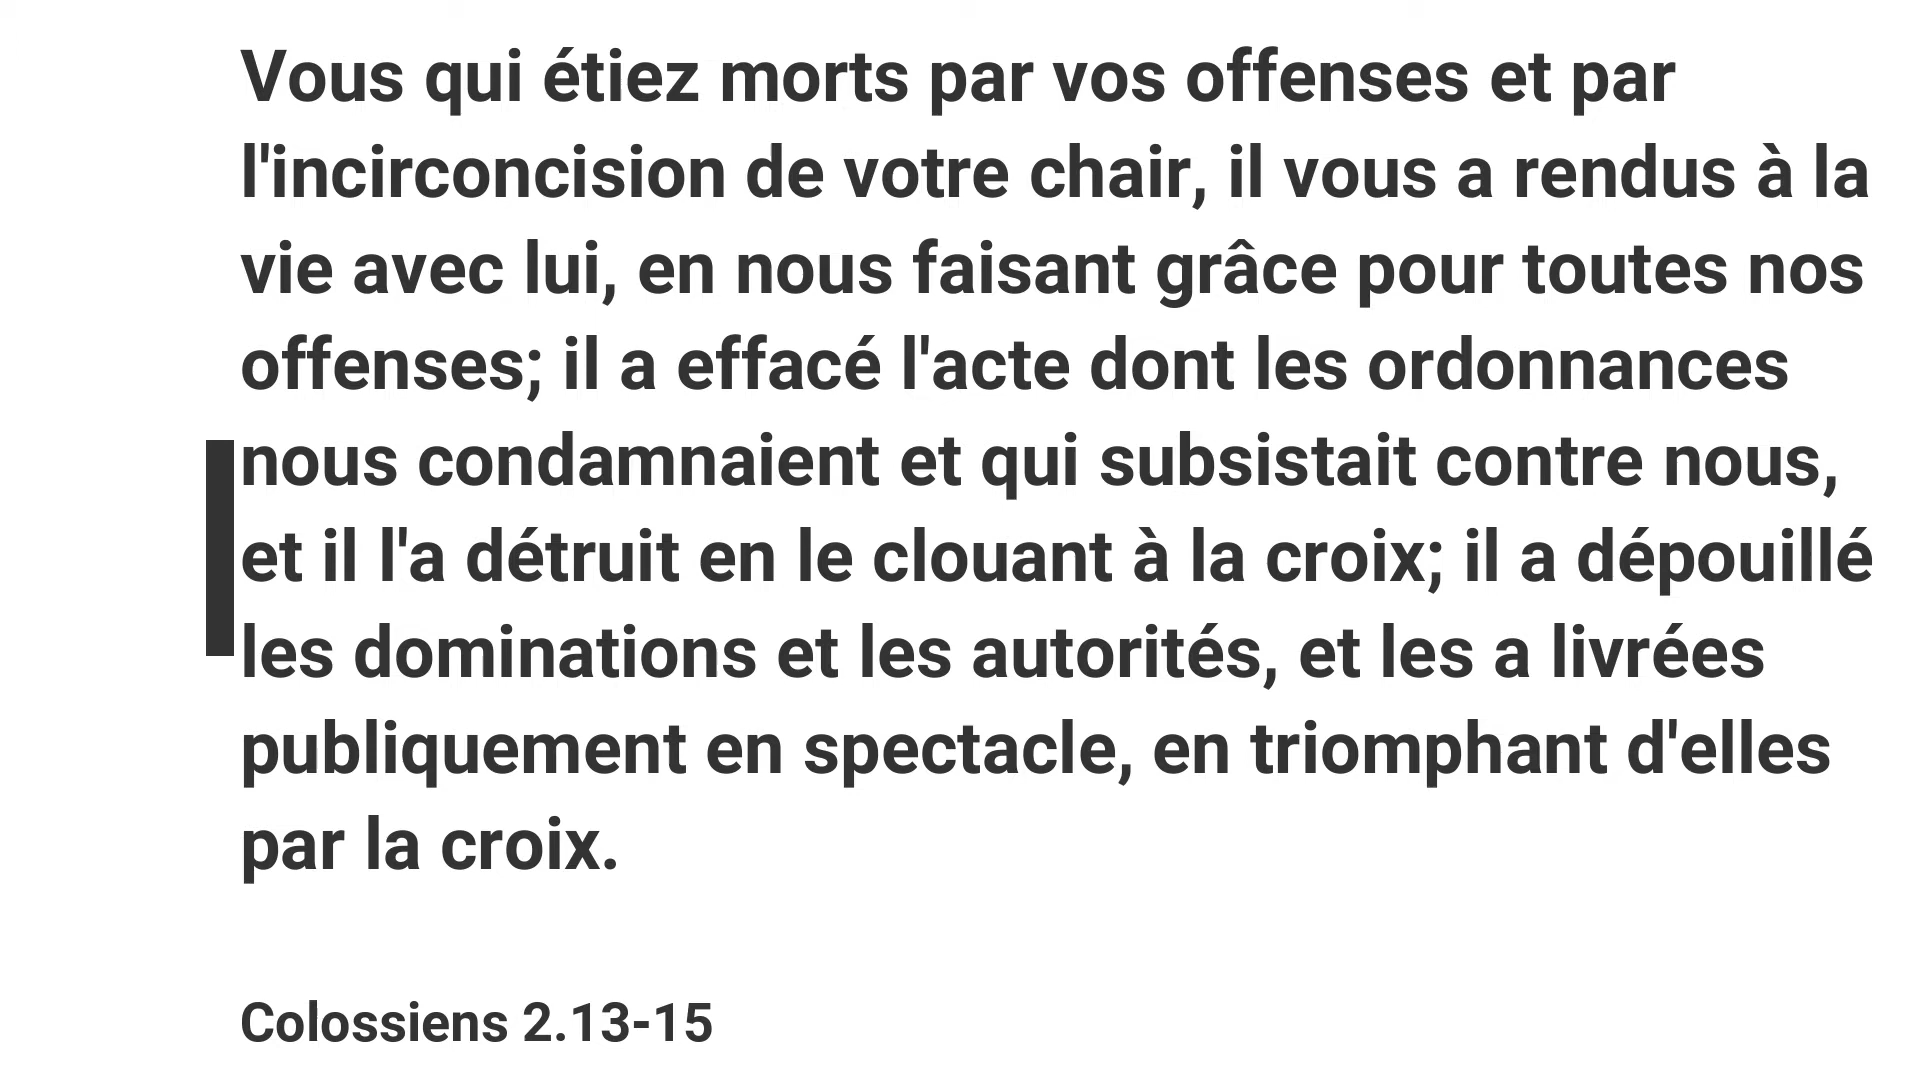 Vous qui étiez morts par vos offenses et par
l'incirconcision de votre chair, il vous a rendus à la
vie avec lui, en nous faisant grâce pour toutes nos
offenses; il a effacé l'acte dont les ordonnances
nous condamnaient et qui subsistait contre nous,
et il l'a détruit en le clouant à la croix; il a dépouillé
les dominations et les autorités, et les a livrées
publiquement en spectacle, en triomphant d'elles
par la croix.
Colossiens 2.13-15